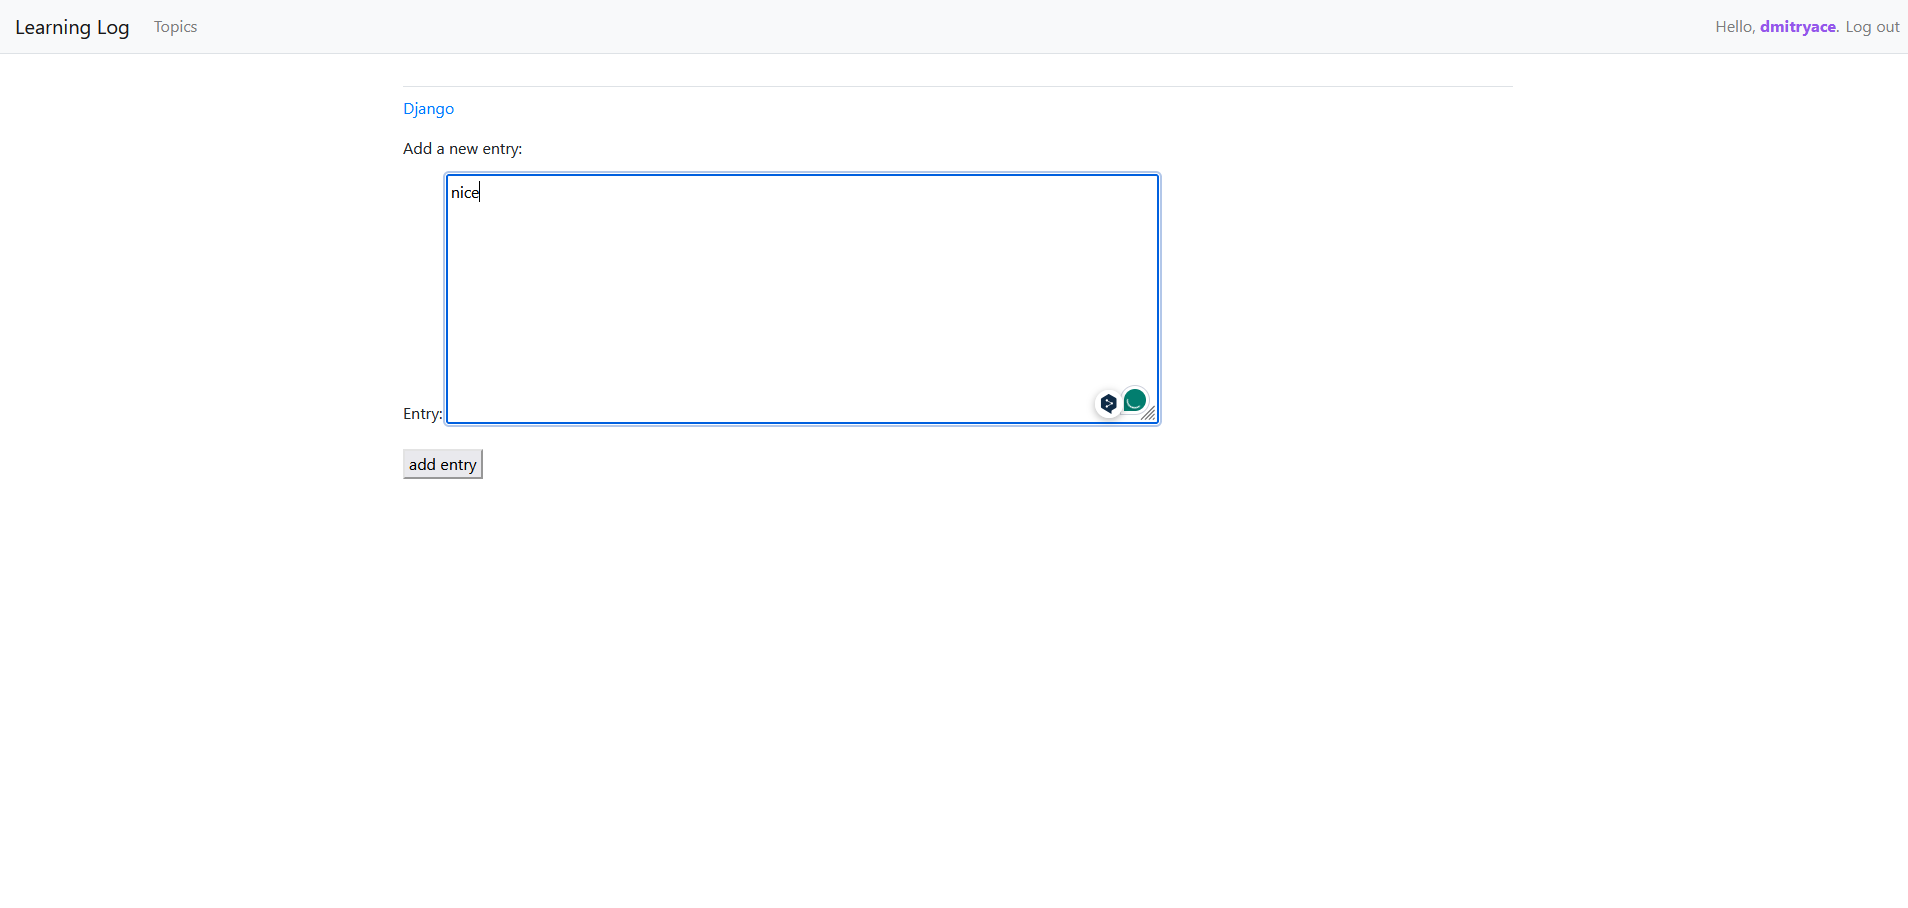 Learning Log Topics Hello, dmitryace. Log out
Django
Add a new entry:
nice
Entry:
add entry